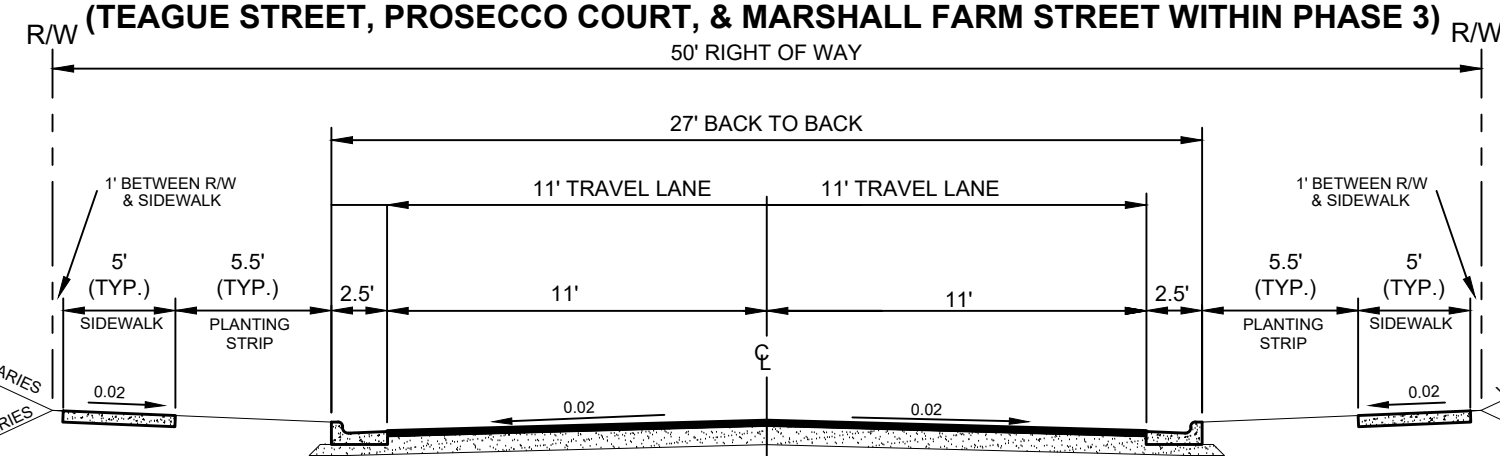 (TEAGUE STREET, PROSECCO COURT, & MARSHALL FARM STREET WITHIN PHASE 3)
R/W
R/W
50' RIGHT OF WAY
27' BACK TO BACK
1' BETWEEN R/W
& SIDEWALK
11' TRAVEL LANE
11' TRAVEL LANE
1' BETWEEN R/W
& SIDEWALK
5'
(TYP.)
SIDEWALK
5.5'
(TYP.)
PLANTING
STRIP
2.5'
11'
11'
2.5'
5.5'
(TYP.)
PLANTING
STRIP
5'
(TYP.)
SIDEWALK
CL
0.02
0.02
0.02
0.02